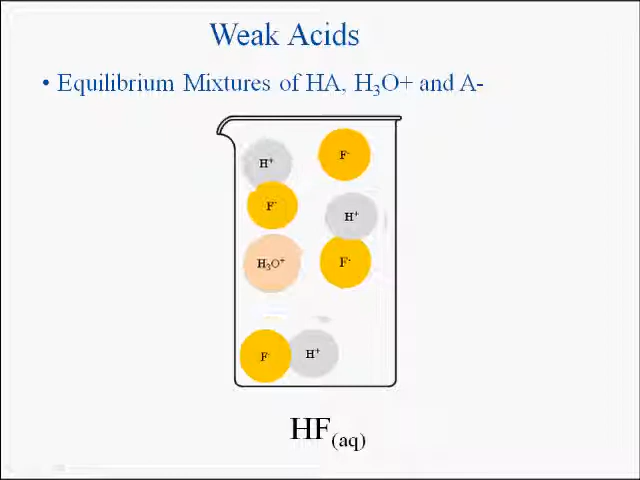 Weak Acids
• Equilibrium Mixtures of HA, H₃O+ and A-
H⁺
F⁻
F⁻
H⁺
H₃O⁺
F⁻
F⁻
H⁺
HF(aq)